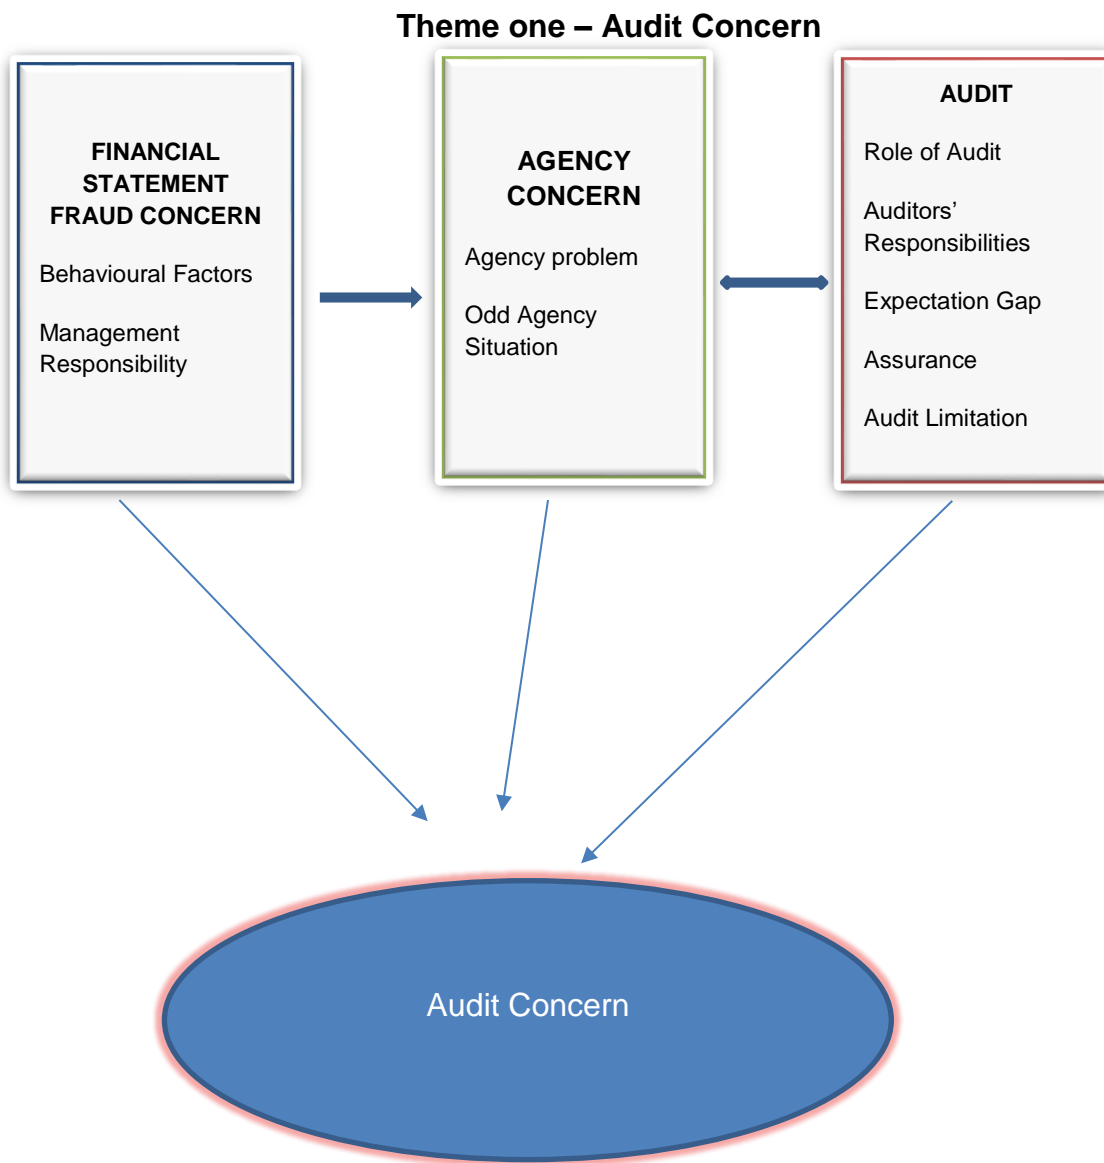 Theme one – Audit Concern
FINANCIAL
STATEMENT
FRAUD CONCERN
Behavioural Factors
Management
Responsibility
AGENCY
CONCERN
Agency problem
Odd Agency
Situation
AUDIT
Role of Audit
Auditors’
Responsibilities
Expectation Gap
Assurance
Audit Limitation
Audit Concern